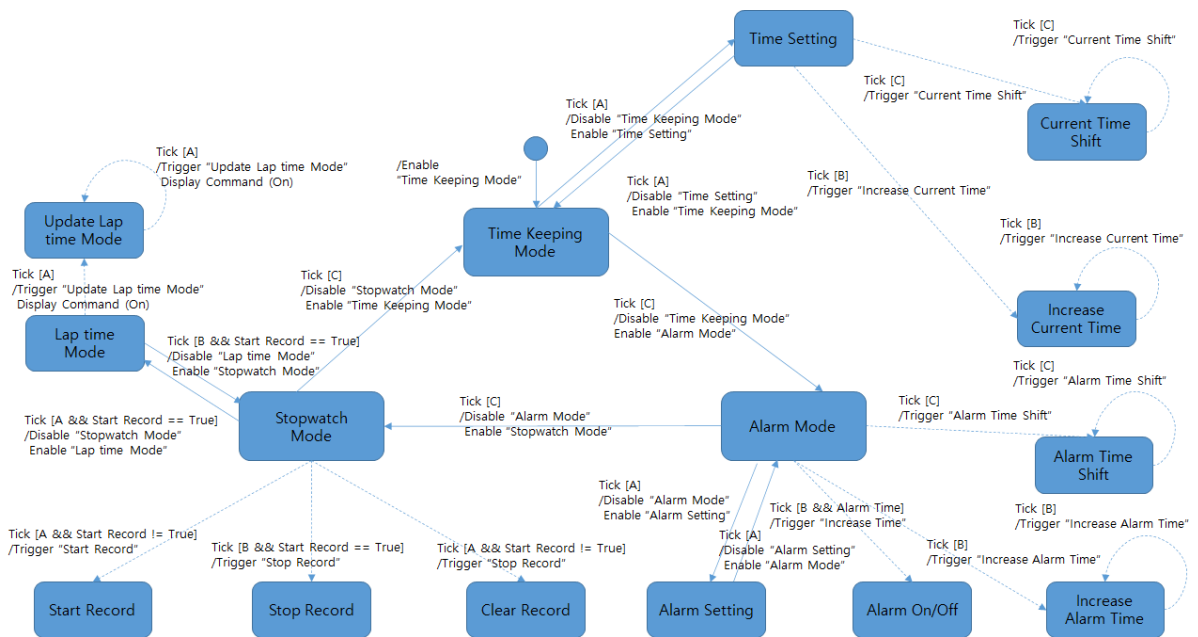 Time Setting
Tick [C]
/Trigger "Current Time Shift"
Tick [C]
/Trigger "Current Time Shift"
Current Time
Shift
Tick [A]
/Disable "Time Keeping Mode"
Enable "Time Setting"
/Enable
"Time Keeping Mode"
Tick [A]
/Trigger "Update Lap time Mode"
Display Command (On)
Tick [A]
/Disable "Time Setting"
Enable "Time Keeping Mode"
Tick [B]
/Trigger "Increase Current Time"
Update Lap
time Mode
Time Keeping
Mode
Tick [B]
/Trigger "Increase Current Time"
Tick [A]
/Trigger "Update Lap time Mode"
Display Command (On)
Tick [C]
/Disable "Stopwatch Mode"
Enable "Time Keeping Mode"
Tick [C]
/Disable "Time Keeping Mode"
Enable "Alarm Mode"
Increase
Current Time
Lap time
Mode
Tick [B && Start Record == True]
/Disable "Lap time Mode"
Enable "Stopwatch Mode"
Tick [C]
/Trigger "Alarm Time Shift"
Tick [A && Start Record == True]
/Disable "Stopwatch Mode"
Enable "Lap time Mode"
Stopwatch
Mode
Tick [C]
/Disable "Alarm Mode"
Enable "Stopwatch Mode"
Alarm Mode
Tick [C]
/Trigger "Alarm Time Shift"
Alarm Time
Shift
Tick [A]
/Disable "Alarm Mode"
Enable "Alarm Setting"
Tick [B && Alarm Time]
/Trigger "Increase Time"
Tick [B]
/Trigger "Increase Alarm Time"
Tick [A && Start Record != True]
/Trigger "Start Record"
Tick [B && Start Record == True]
/Trigger "Stop Record"
Tick [A && Start Record != True]
/Trigger "Stop Record"
Tick [A]
/Disable "Alarm Setting"
Enable "Alarm Mode"
Tick [B]
/Trigger "Increase Alarm Time"
Start Record
Stop Record
Clear Record
Alarm Setting
Alarm On/Off
Increase
Alarm Time